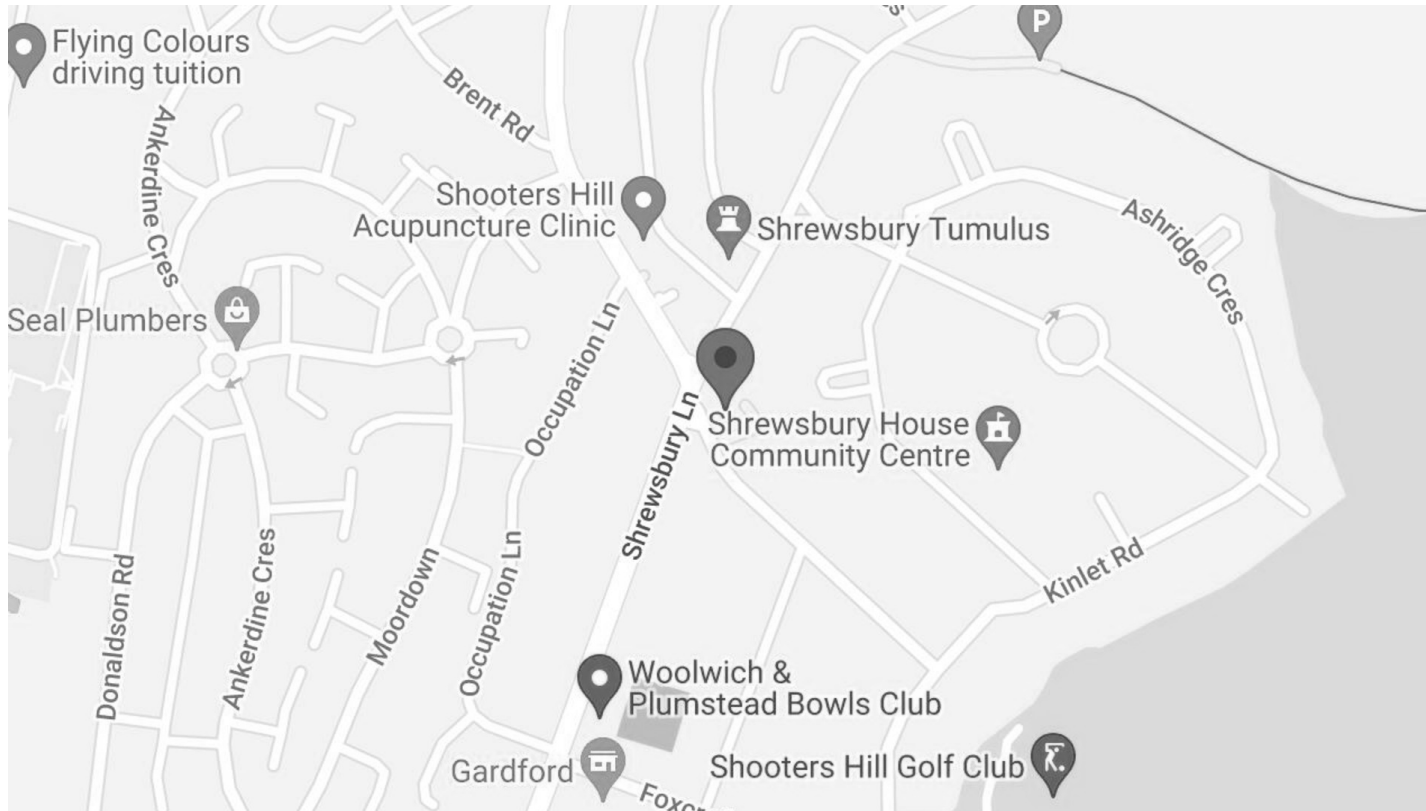 P
Flying Colours
driving tuition
Brent Rd
Ankerdine Cres
Shooters Hill
Acupuncture Clinic
Shrewsbury Tumulus
Ashridge Cres
Seal Plumbers
Occupation Ln
Shrewsbury Ln
Shrewsbury House
Community Centre
Occupation Ln
Kinlet Rd
Donaldson Rd
Ankerdine Cres
Moordown
Woolwich &
Plumstead Bowls Club
Gardford
Shooters Hill Golf Club